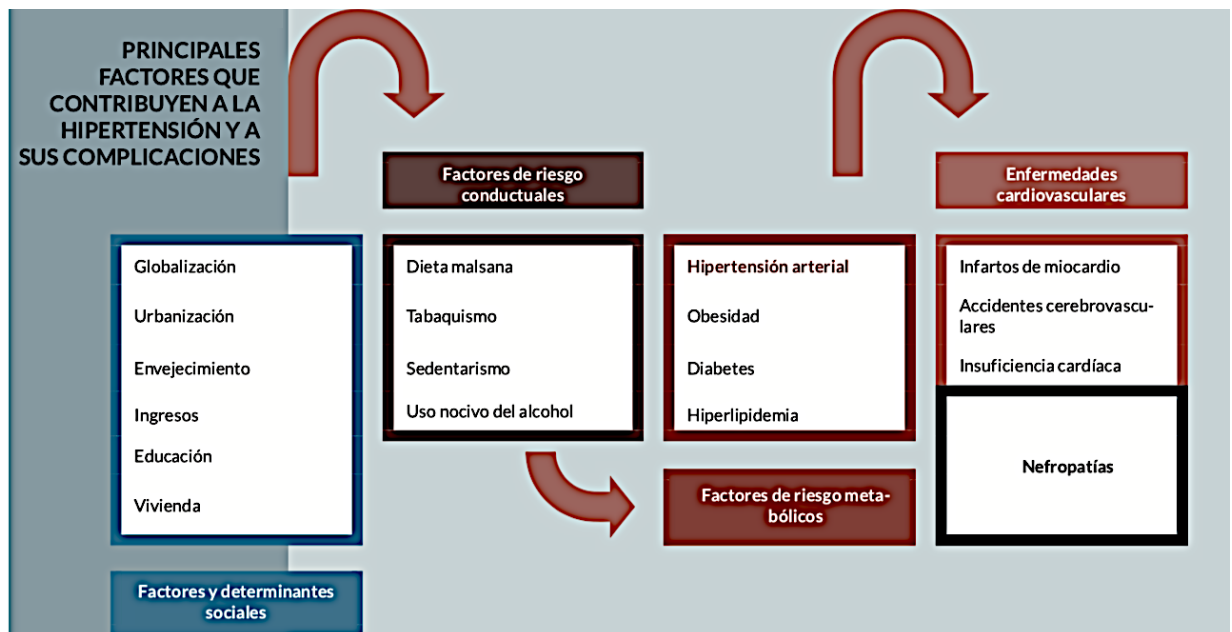 PRINCIPALES
FACTORES QUE
CONTRIBUYEN A LA
HIPERTENSIÓN Y A
SUS COMPLICACIONES
Globalización
Urbanización
Envejecimiento
Ingresos
Educación
Vivienda
Factores y determinantes
sociales
Factores de riesgo
conductuales
Dieta malsana
Tabaquismo
Sedentarismo
Uso nocivo del alcohol
Hipertensión arterial
Obesidad
Diabetes
Hiperlipidemia
Factores de riesgo meta-
bólicos
Enfermedades
cardiovasculares
Infartos de miocardio
Accidentes cerebrovascu-
lares
Insuficiencia cardíaca
Nefropatías